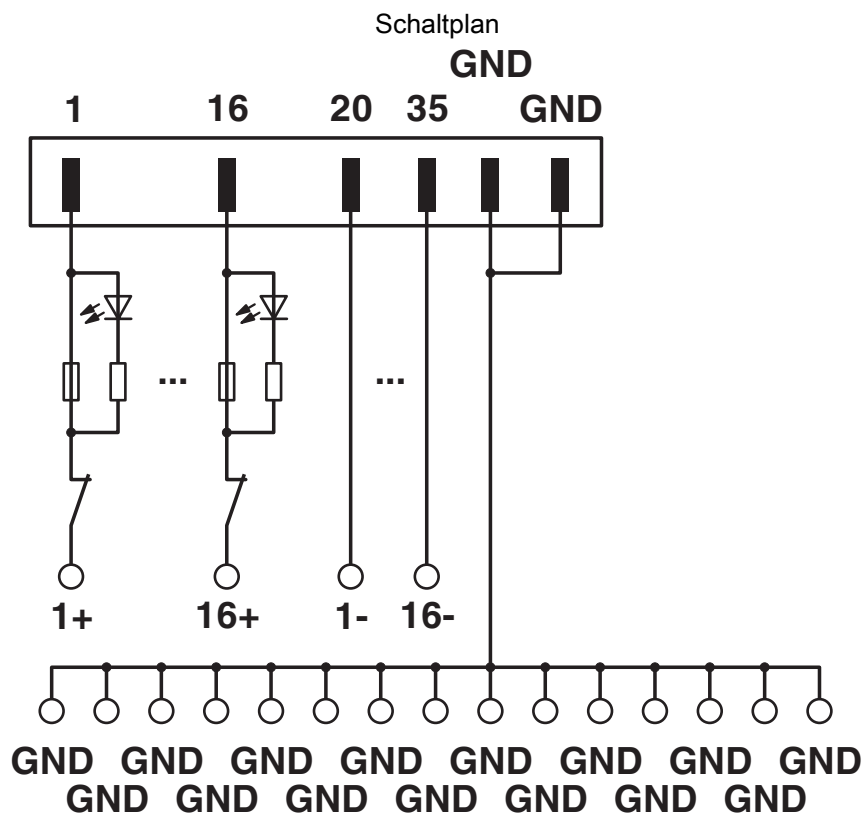 Schaltplan
GND
1 16 20 35 GND
... ...
1+ 16+ 1- 16-
GND GND GND GND GND GND GND GND
GND GND GND GND GND GND GND